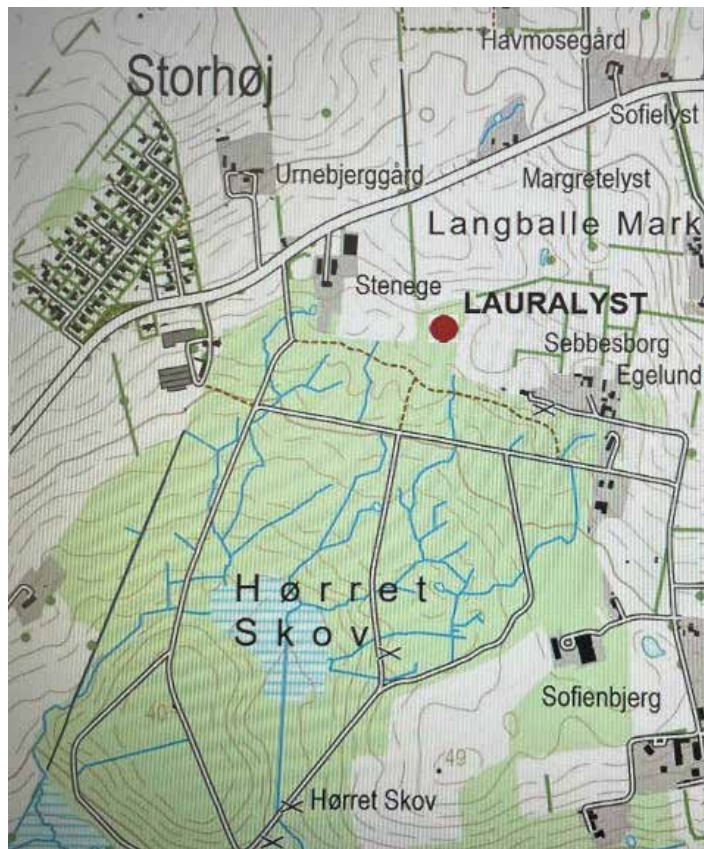 Havmosegård
Storhøj
Sofielyst
Urnebjerggård
Margretelyst
Langballe Mark
Stenege
LAURALYST
Sebbesborg
Egelund
Hørret
Skov
Sofienbjerg
40
49
Hørret Skov